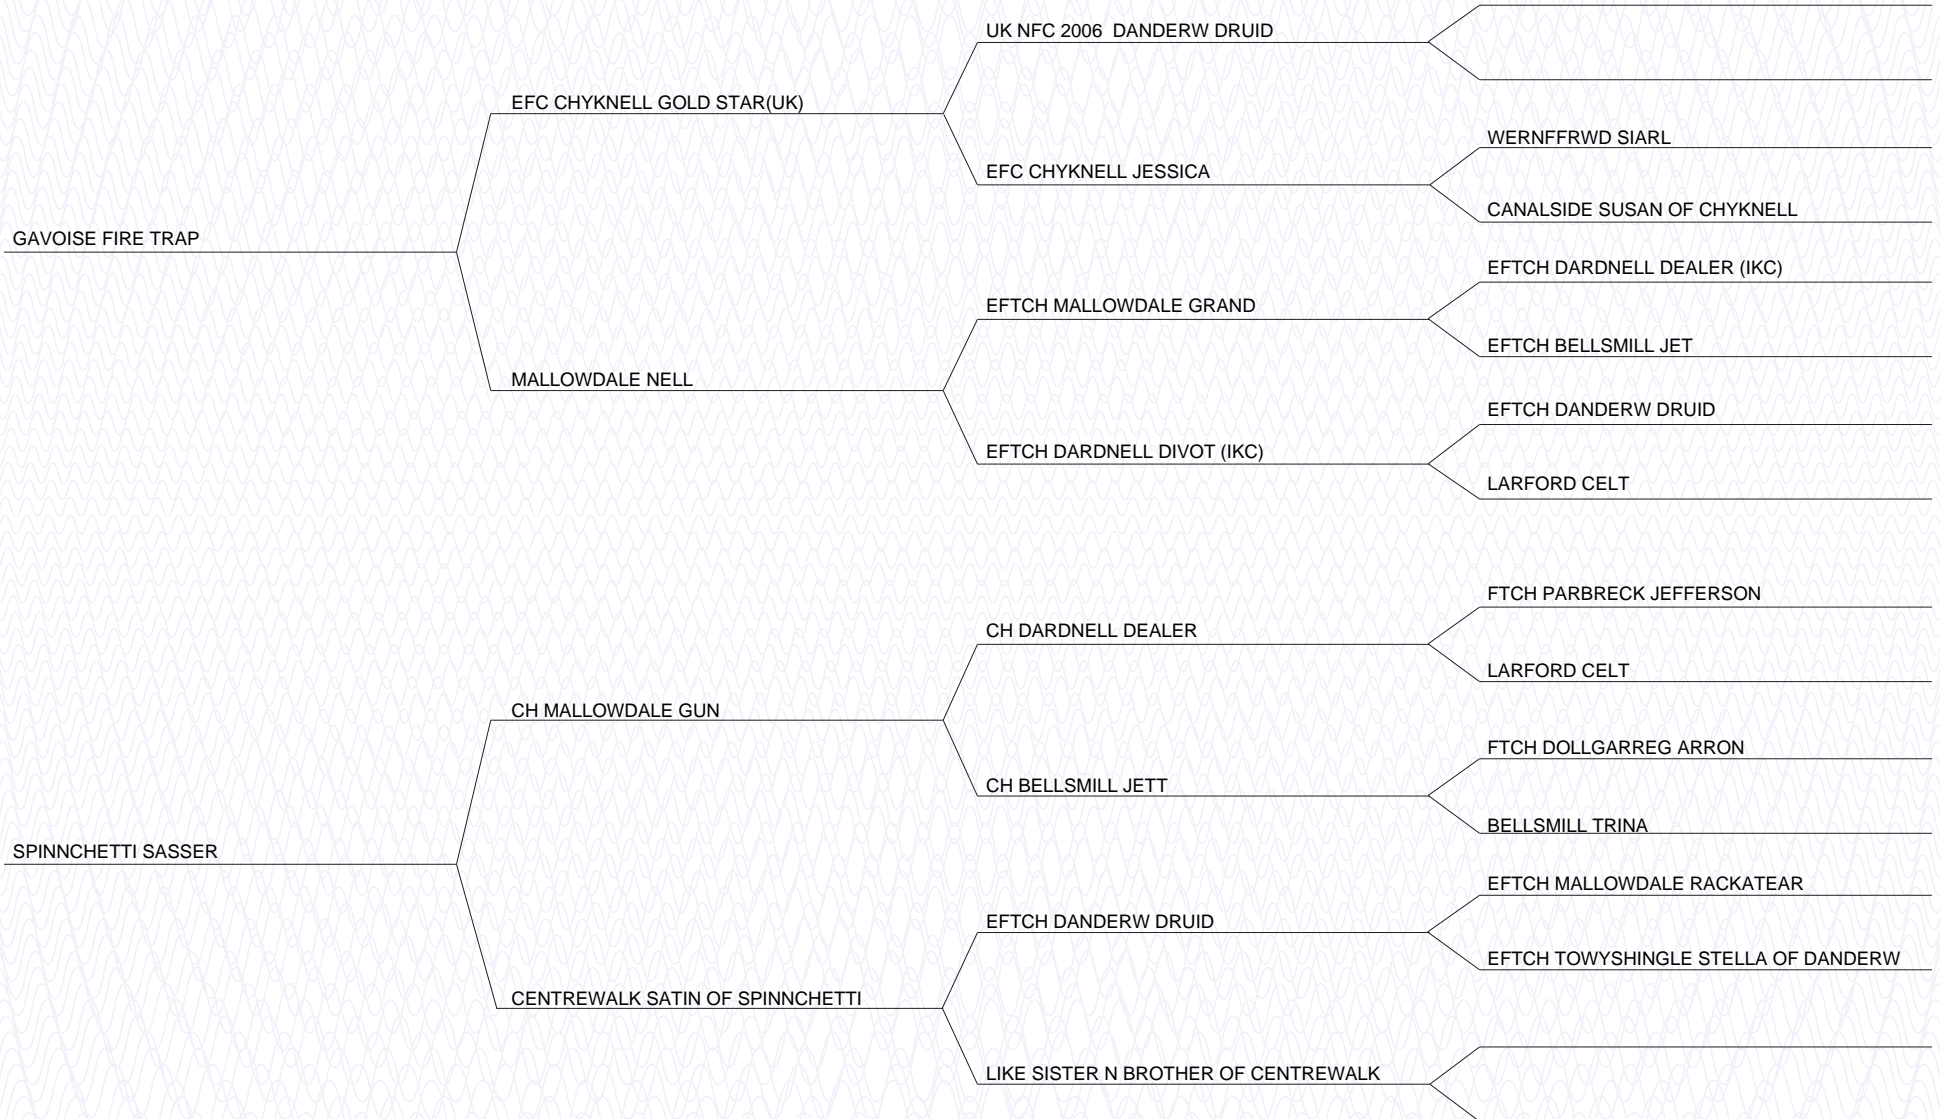 UK NFC 2006  DANDERW DRUID
EFC CHYKNELL GOLD STAR(UK)
WERNFFRWD SIARL
EFC CHYKNELL JESSICA
CANALSIDE SUSAN OF CHYKNELL
GAVOISE FIRE TRAP
EFTCH DARDNELL DEALER (IKC)
EFTCH MALLOWDALE GRAND
EFTCH BELLSMILL JET
MALLOWDALE NELL
EFTCH DANDERW DRUID
EFTCH DARDNELL DIVOT (IKC)
LARFORD CELT
FTCH PARBRECK JEFFERSON
CH DARDNELL DEALER
LARFORD CELT
CH MALLOWDALE GUN
FTCH DOLLGARREG ARRON
CH BELLSMILL JETT
BELLSMILL TRINA
SPINNCHETTI SASSER
EFTCH MALLOWDALE RACKATEAR
EFTCH DANDERW DRUID
EFTCH TOWYSHINGLE STELLA OF DANDERW
CENTREWALK SATIN OF SPINNCHETTI
LIKE SISTER N BROTHER OF CENTREWALK